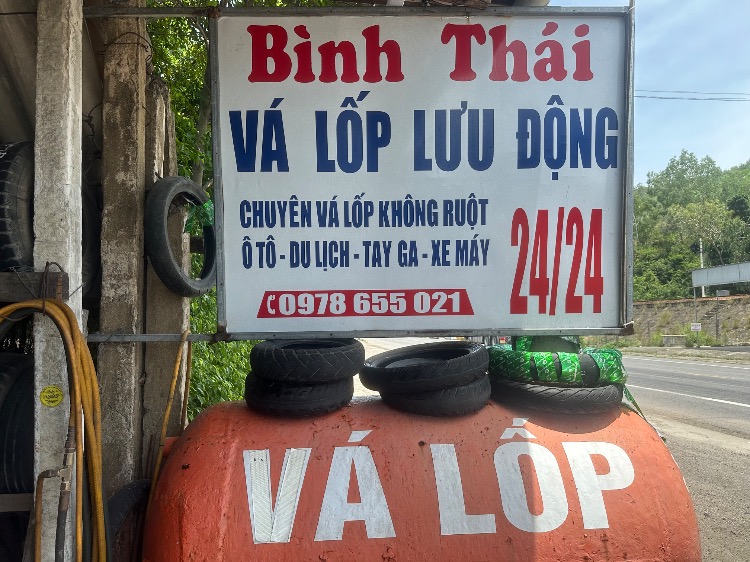 Bình Thái
VÁ LỐP LƯU ĐỘNG
CHUYÊN VÁ LỐP KHÔNG RUỘT
Ô TÔ - DU LỊCH - TAY GA - XE MÁY
24/24
0978 655 021
VÁ LỐP